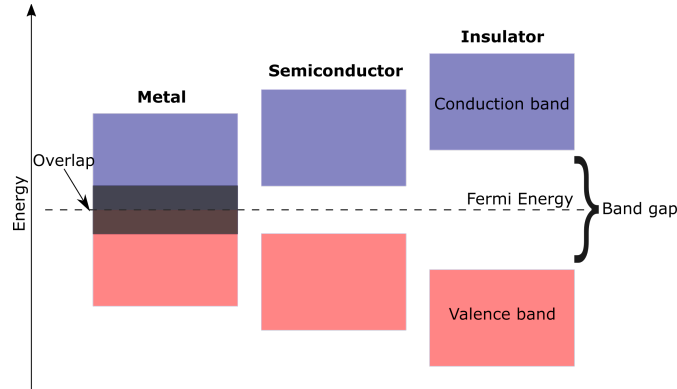 Insulator
Semiconductor
Metal
Conduction band
Overlap
Energy
Fermi Energy
Band gap
Valence band